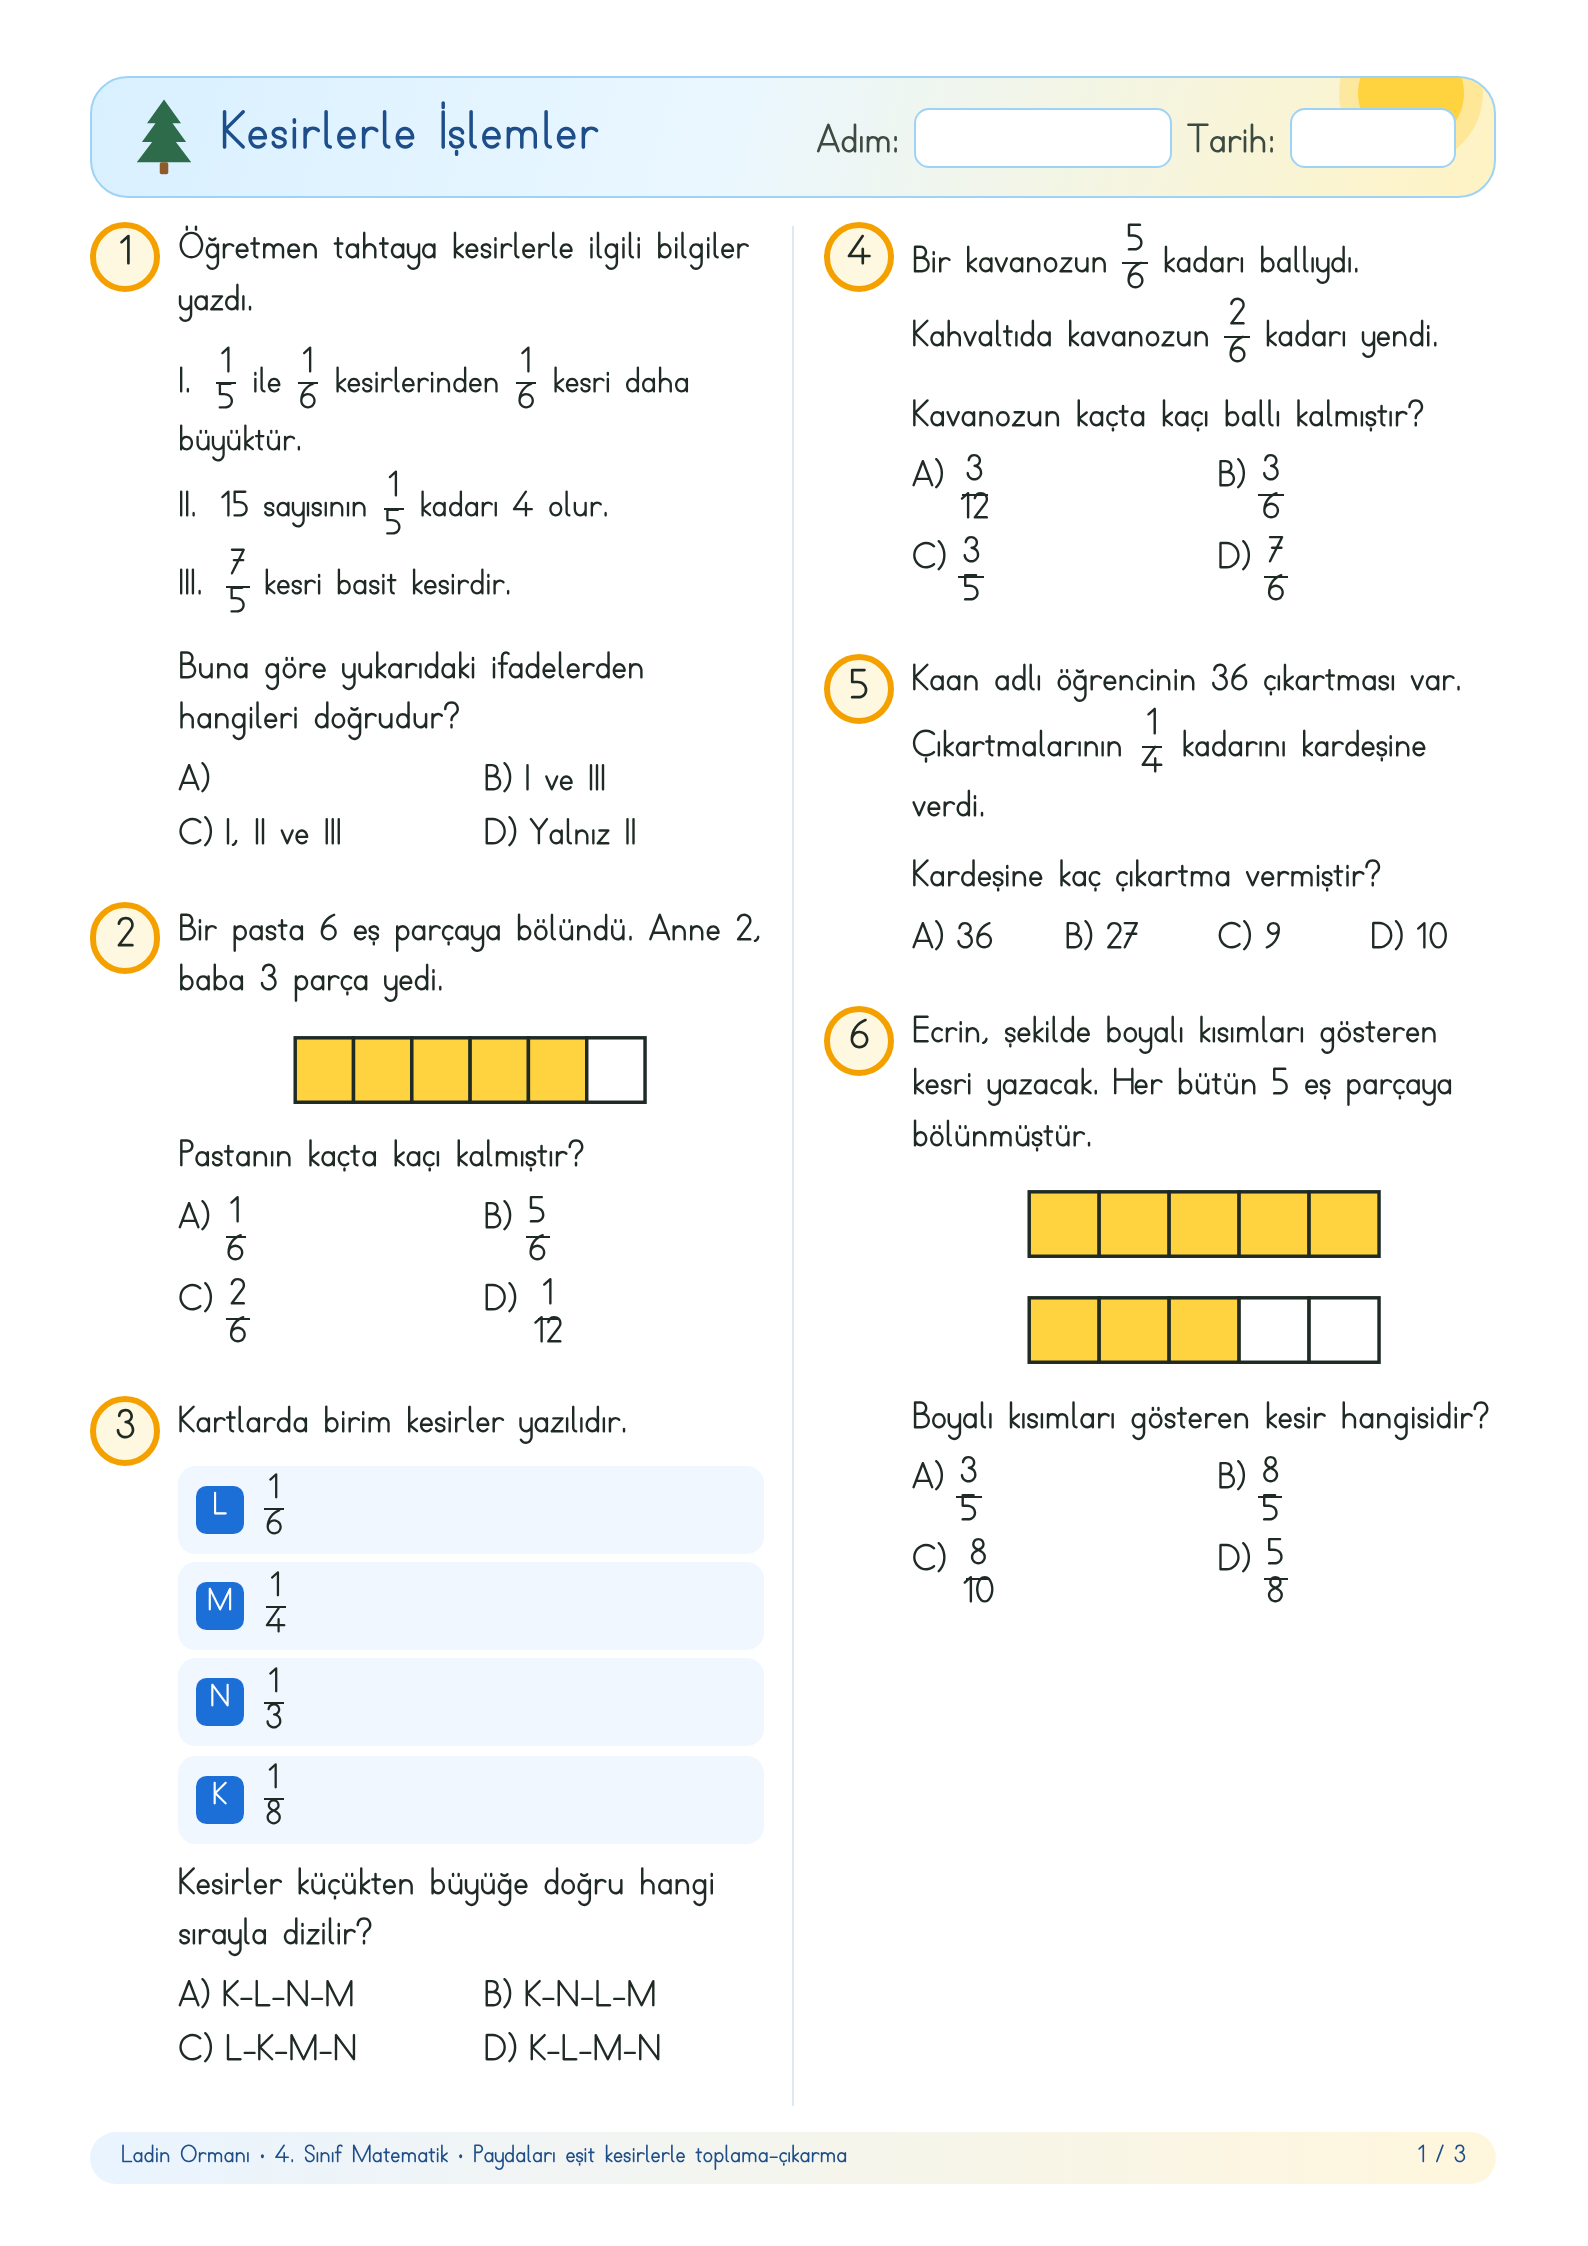 Kesirlerle İşlemler
Adım:
Tarih:
1
Öğretmen tahtaya kesirlerle ilgili bilgiler
yazdı.
I. 1/5 ile 1/6 kesirlerinden 1/6 kesri daha
büyüktür.
II. 15 sayısının 1/5 kadarı 4 olur.
III. 7/5 kesri basit kesirdir.
Buna göre yukarıdaki ifadelerden
hangileri doğrudur?
A)
B) I ve III
C) I, II ve III
D) Yalnız II
2
Bir pasta 6 eş parçaya bölündü. Anne 2,
baba 3 parça yedi.
Pastanın kaçta kaçı kalmıştır?
A) 1/6
B) 5/6
C) 2/6
D) 1/12
3
Kartlarda birim kesirler yazılıdır.
L 1/6
M 1/4
N 1/3
K 1/8
Kesirler küçükten büyüğe doğru hangi
sırayla dizilir?
A) K-L-N-M
B) K-N-L-M
C) L-K-M-N
D) K-L-M-N
4
Bir kavanozun 5/6 kadarı ballıydı.
Kahvaltıda kavanozun 2/6 kadarı yendi.
Kavanozun kaçta kaçı ballı kalmıştır?
A) 3/12
B) 3/6
C) 3/5
D) 7/6
5
Kaan adlı öğrencinin 36 çıkartması var.
Çıkartmalarının 1/4 kadarını kardeşine
verdi.
Kardeşine kaç çıkartma vermiştir?
A) 36
B) 27
C) 9
D) 10
6
Ecrin, şekilde boyalı kısımları gösteren
kesri yazacak. Her bütün 5 eş parçaya
bölünmüştür.
Boyalı kısımları gösteren kesir hangisidir?
A) 3/5
B) 8/5
C) 8/10
D) 5/8
Ladin Ormanı • 4. Sınıf Matematik • Paydaları eşit kesirlerle toplama-çıkarma
1 / 3